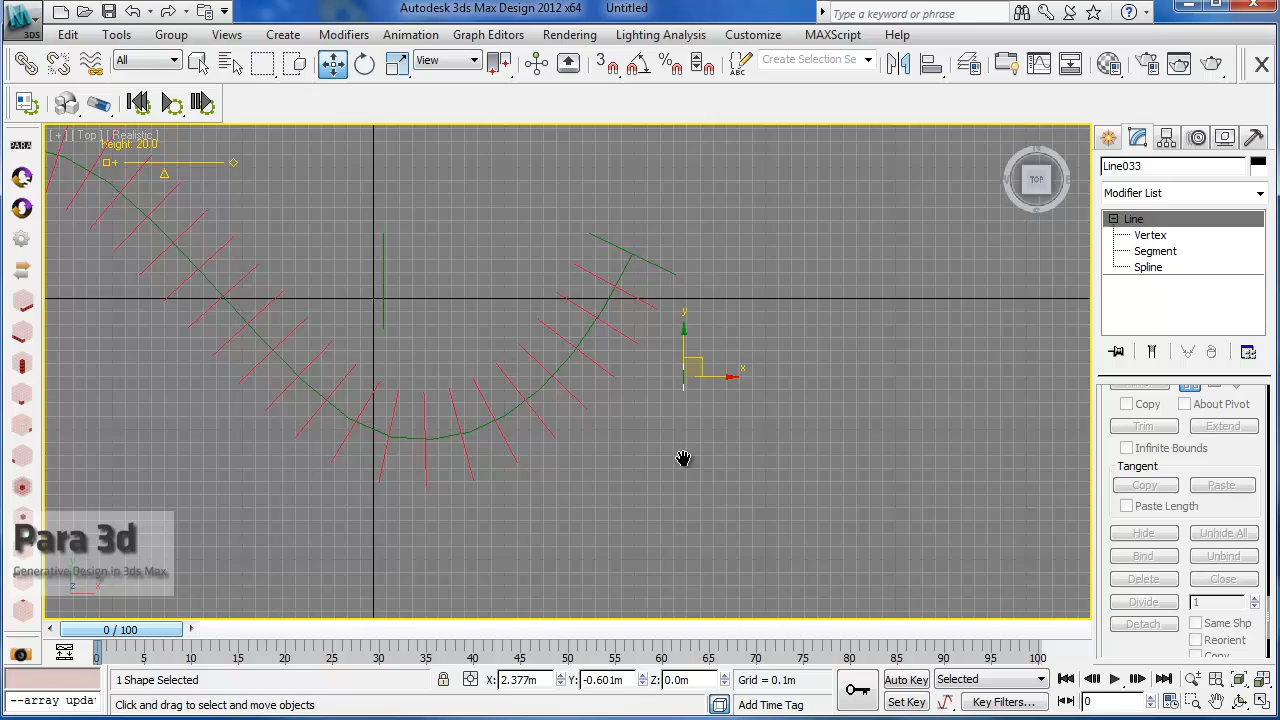 Autodesk 3ds Max Design 2012 x64 Untitled
Type a keyword or phrase
3DS
Edit Tools Group Views Create Modifiers Animation Graph Editors Rendering Lighting Analysis Customize MAXScript Help
All View 3 Create Selection Se
[ + ] [ Top ] [ Realistic ]
height: 20.0
PARA
TOP
Line033
Modifier List
Line
Vertex
Segment
Spline
y
x
Copy About Pivot
Trim Extend
Infinite Bounds
Tangent
Copy Paste
Paste Length
Hide Unhide All
Bind Unbind
Delete Close
Divide 1
Detach Same Shp
Reorient
Para 3d
Generative Design in 3ds Max
z x
0 / 100
0 5 10 15 20 25 30 35 40 45 50 55 60 65 70 75 80 85 90 95 100
1 Shape Selected X: 2.377m Y: -0.601m Z: 0.0m Grid = 0.1m Auto Key Selected
--array updat Click and drag to select and move objects Add Time Tag Set Key Key Filters... 0